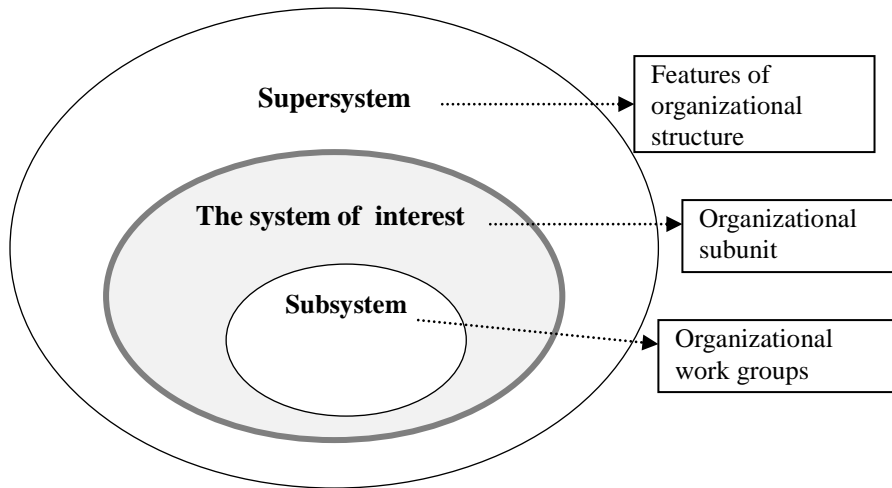 Supersystem
Features of
organizational
structure
The system of interest
Organizational
subunit
Subsystem
Organizational
work groups